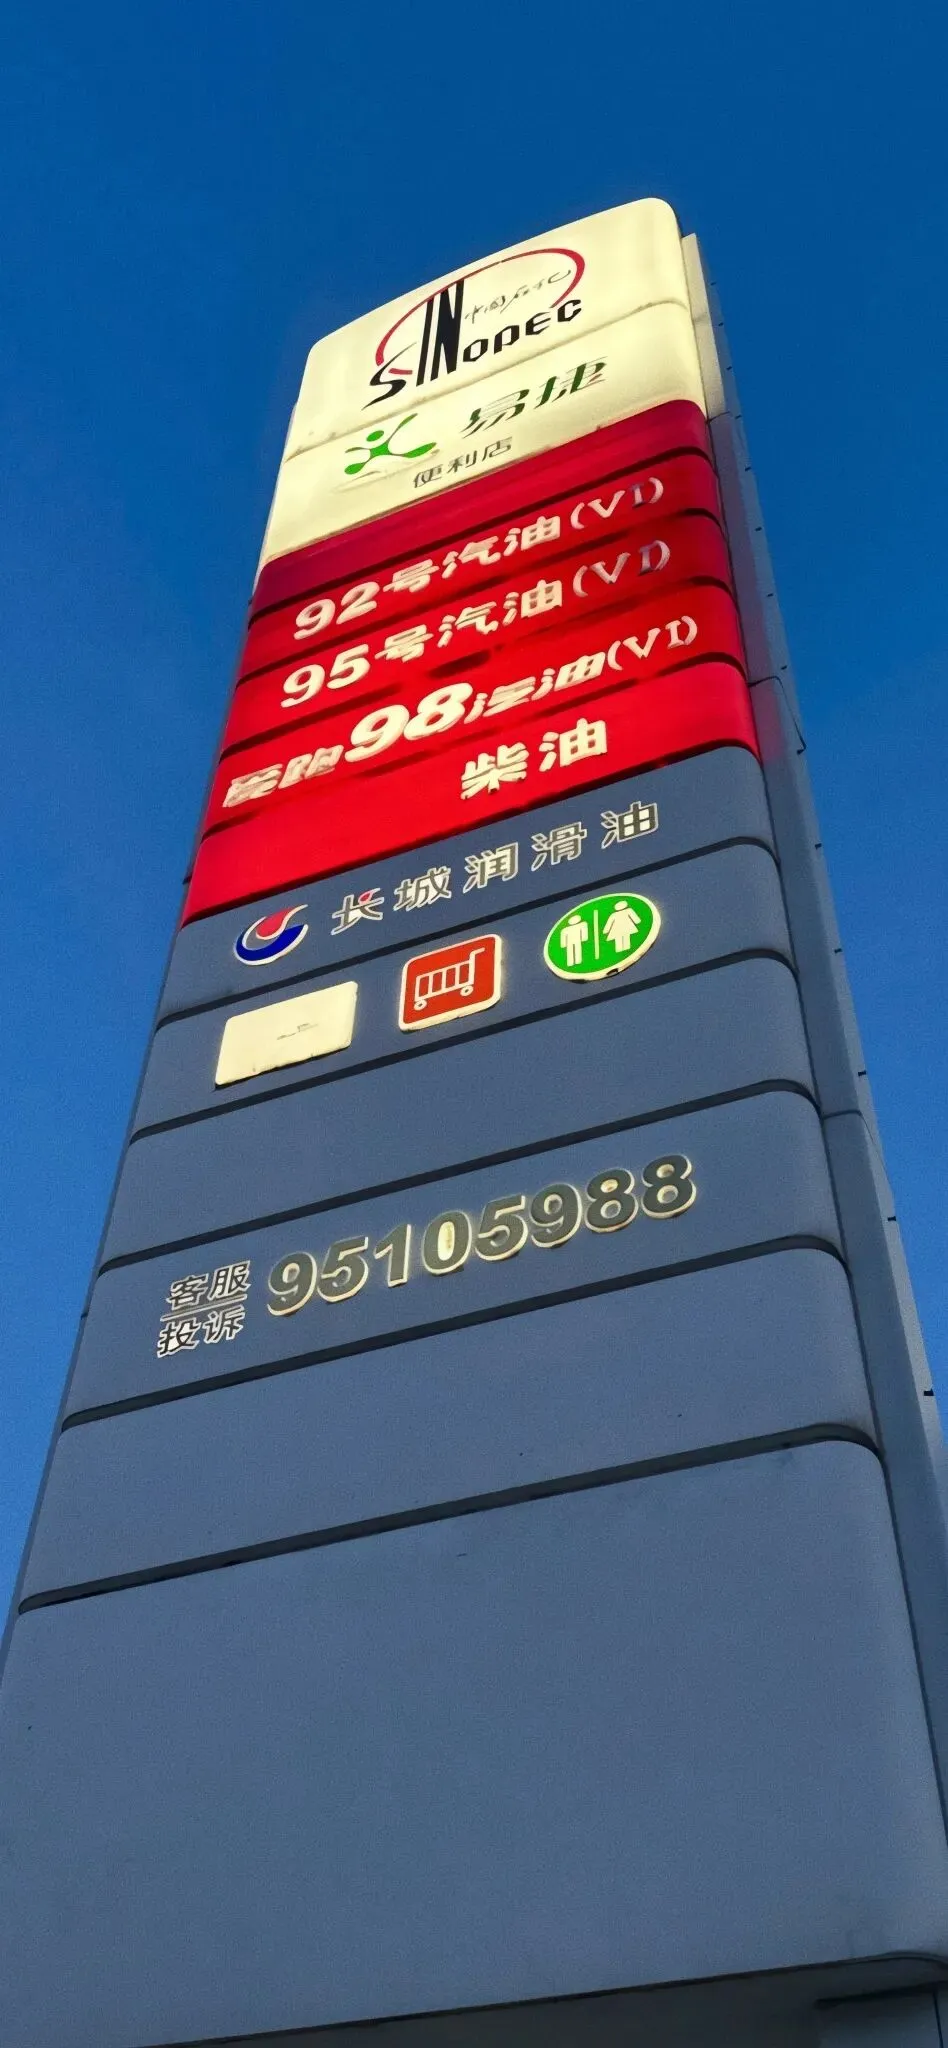 中国石化
SINOPEC
易捷
便利店
92号汽油(VI)
95号汽油(VI)
爱跑98汽油(VI)
柴油
长城润滑油
客服
投诉
95105988